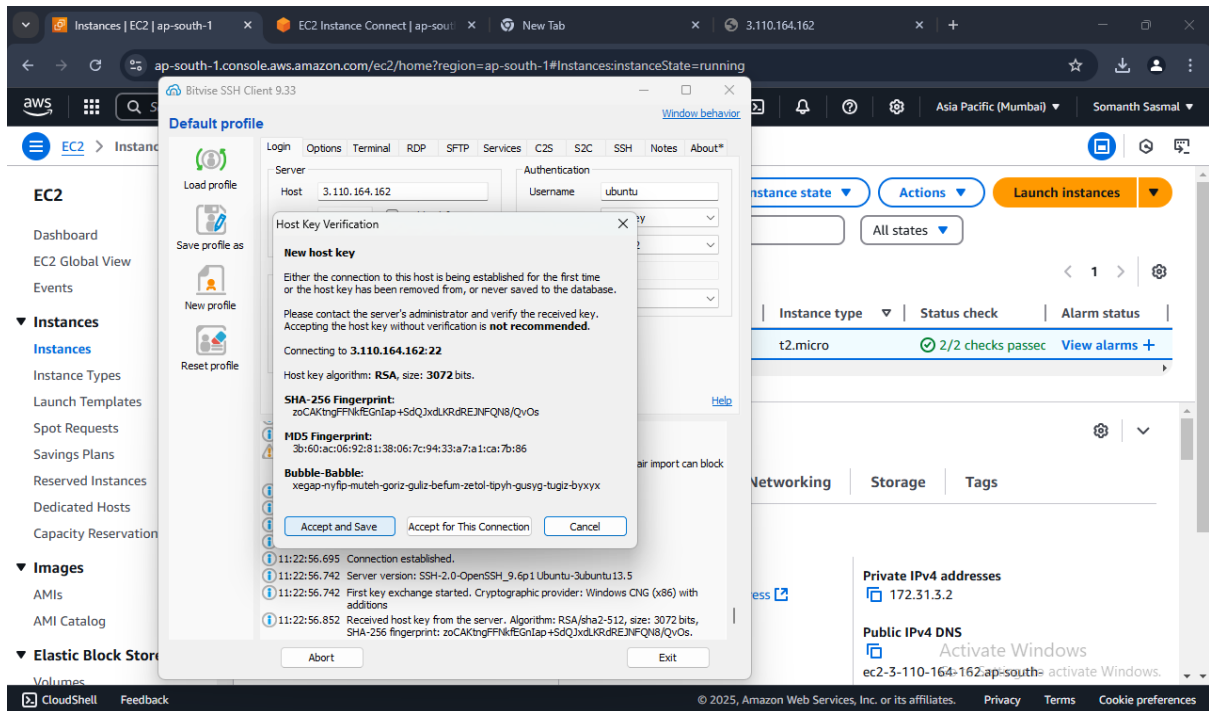 Instances | EC2 | ap-south-1
EC2 Instance Connect | ap-sout
New Tab
3.110.164.162
ap-south-1.console.aws.amazon.com/ec2/home?region=ap-south-1#Instances:instanceState=running
aws
Asia Pacific (Mumbai)
Somanth Sasmal
EC2
Instanc
Bitvise SSH Client 9.33
Default profile
Window behavior
Load profile
Save profile as
New profile
Reset profile
Login Options Terminal RDP SFTP Services C2S S2C SSH Notes About*
Server
Host 3.110.164.162
Authentication
Username ubuntu
Host Key Verification
New host key
Either the connection to this host is being established for the first time
or the host key has been removed from, or never saved to the database.
Please contact the server's administrator and verify the received key.
Accepting the host key without verification is not recommended.
Connecting to 3.110.164.162:22
Host key algorithm: RSA, size: 3072 bits.
SHA-256 Fingerprint:
zoCAKtngFFNkfEGnIap+SdQJxdLKRdREJNFQN8/QvOs
MD5 Fingerprint:
3b:60:ac:06:92:81:38:06:7c:94:33:a7:a1:ca:7b:86
Bubble-Babble:
xegap-nyfip-muteh-goriz-guliz-befum-zetol-tipyh-gusyg-tugiz-byxyx
Accept and Save
Accept for This Connection
Cancel
Help
air import can block
11:22:56.695 Connection established.
11:22:56.742 Server version: SSH-2.0-OpenSSH_9.6p1 Ubuntu-3ubuntu13.5
11:22:56.742 First key exchange started. Cryptographic provider: Windows CNG (x86) with
additions
11:22:56.852 Received host key from the server. Algorithm: RSA/sha2-512, size: 3072 bits,
SHA-256 fingerprint: zoCAKtngFFNkfEGnIap+SdQJxdLKRdREJNFQN8/QvOs.
Abort
Exit
EC2
Dashboard
EC2 Global View
Events
Instances
Instances
Instance Types
Launch Templates
Spot Requests
Savings Plans
Reserved Instances
Dedicated Hosts
Capacity Reservation
Images
AMIs
AMI Catalog
Elastic Block Store
Volumes
nstance state
Actions
Launch instances
All states
1
Instance type
Status check
Alarm status
t2.micro
2/2 checks passec
View alarms +
Networking
Storage
Tags
Private IPv4 addresses
172.31.3.2
ess
Public IPv4 DNS
ec2-3-110-164-162.ap-south-
Activate Windows
activate Windows.
CloudShell
Feedback
© 2025, Amazon Web Services, Inc. or its affiliates.
Privacy
Terms
Cookie preferences